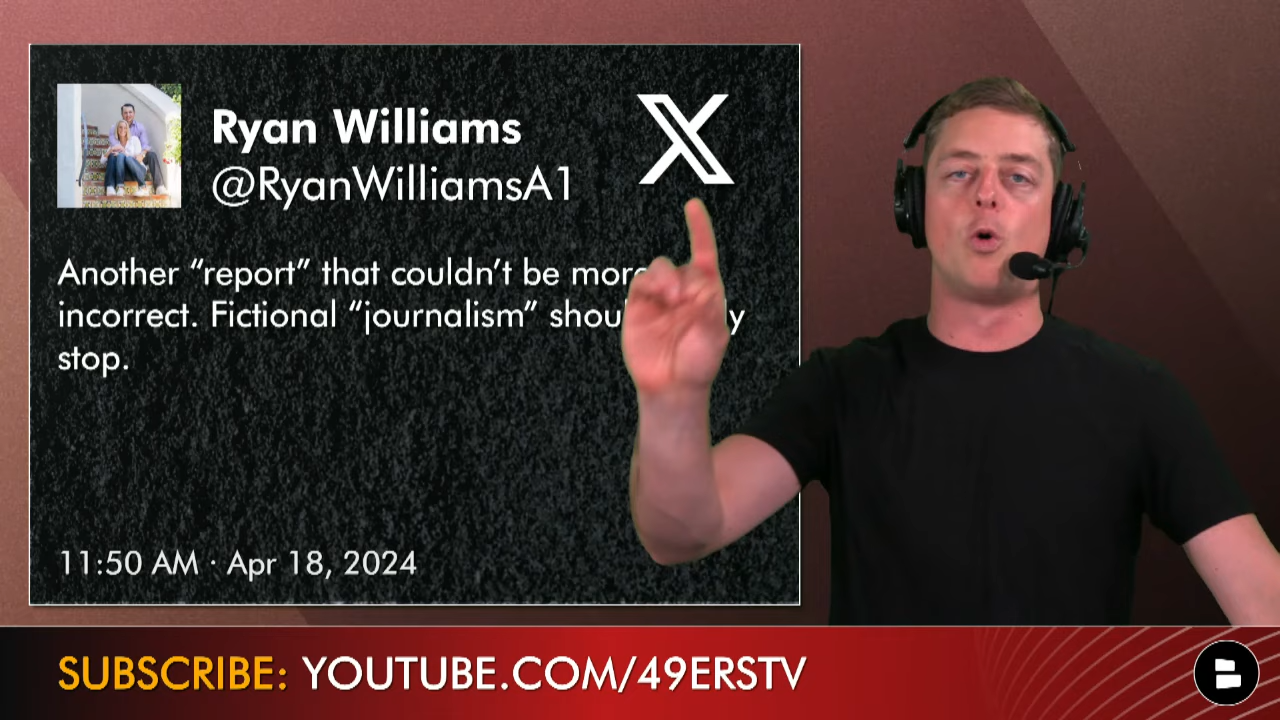 Ryan Williams
@RyanWilliamsA1
Another “report” that couldn’t be more
incorrect. Fictional “journalism”
stop.
11:50 AM · Apr 18, 2024
SUBSCRIBE: YOUTUBE.COM/49ERSTV